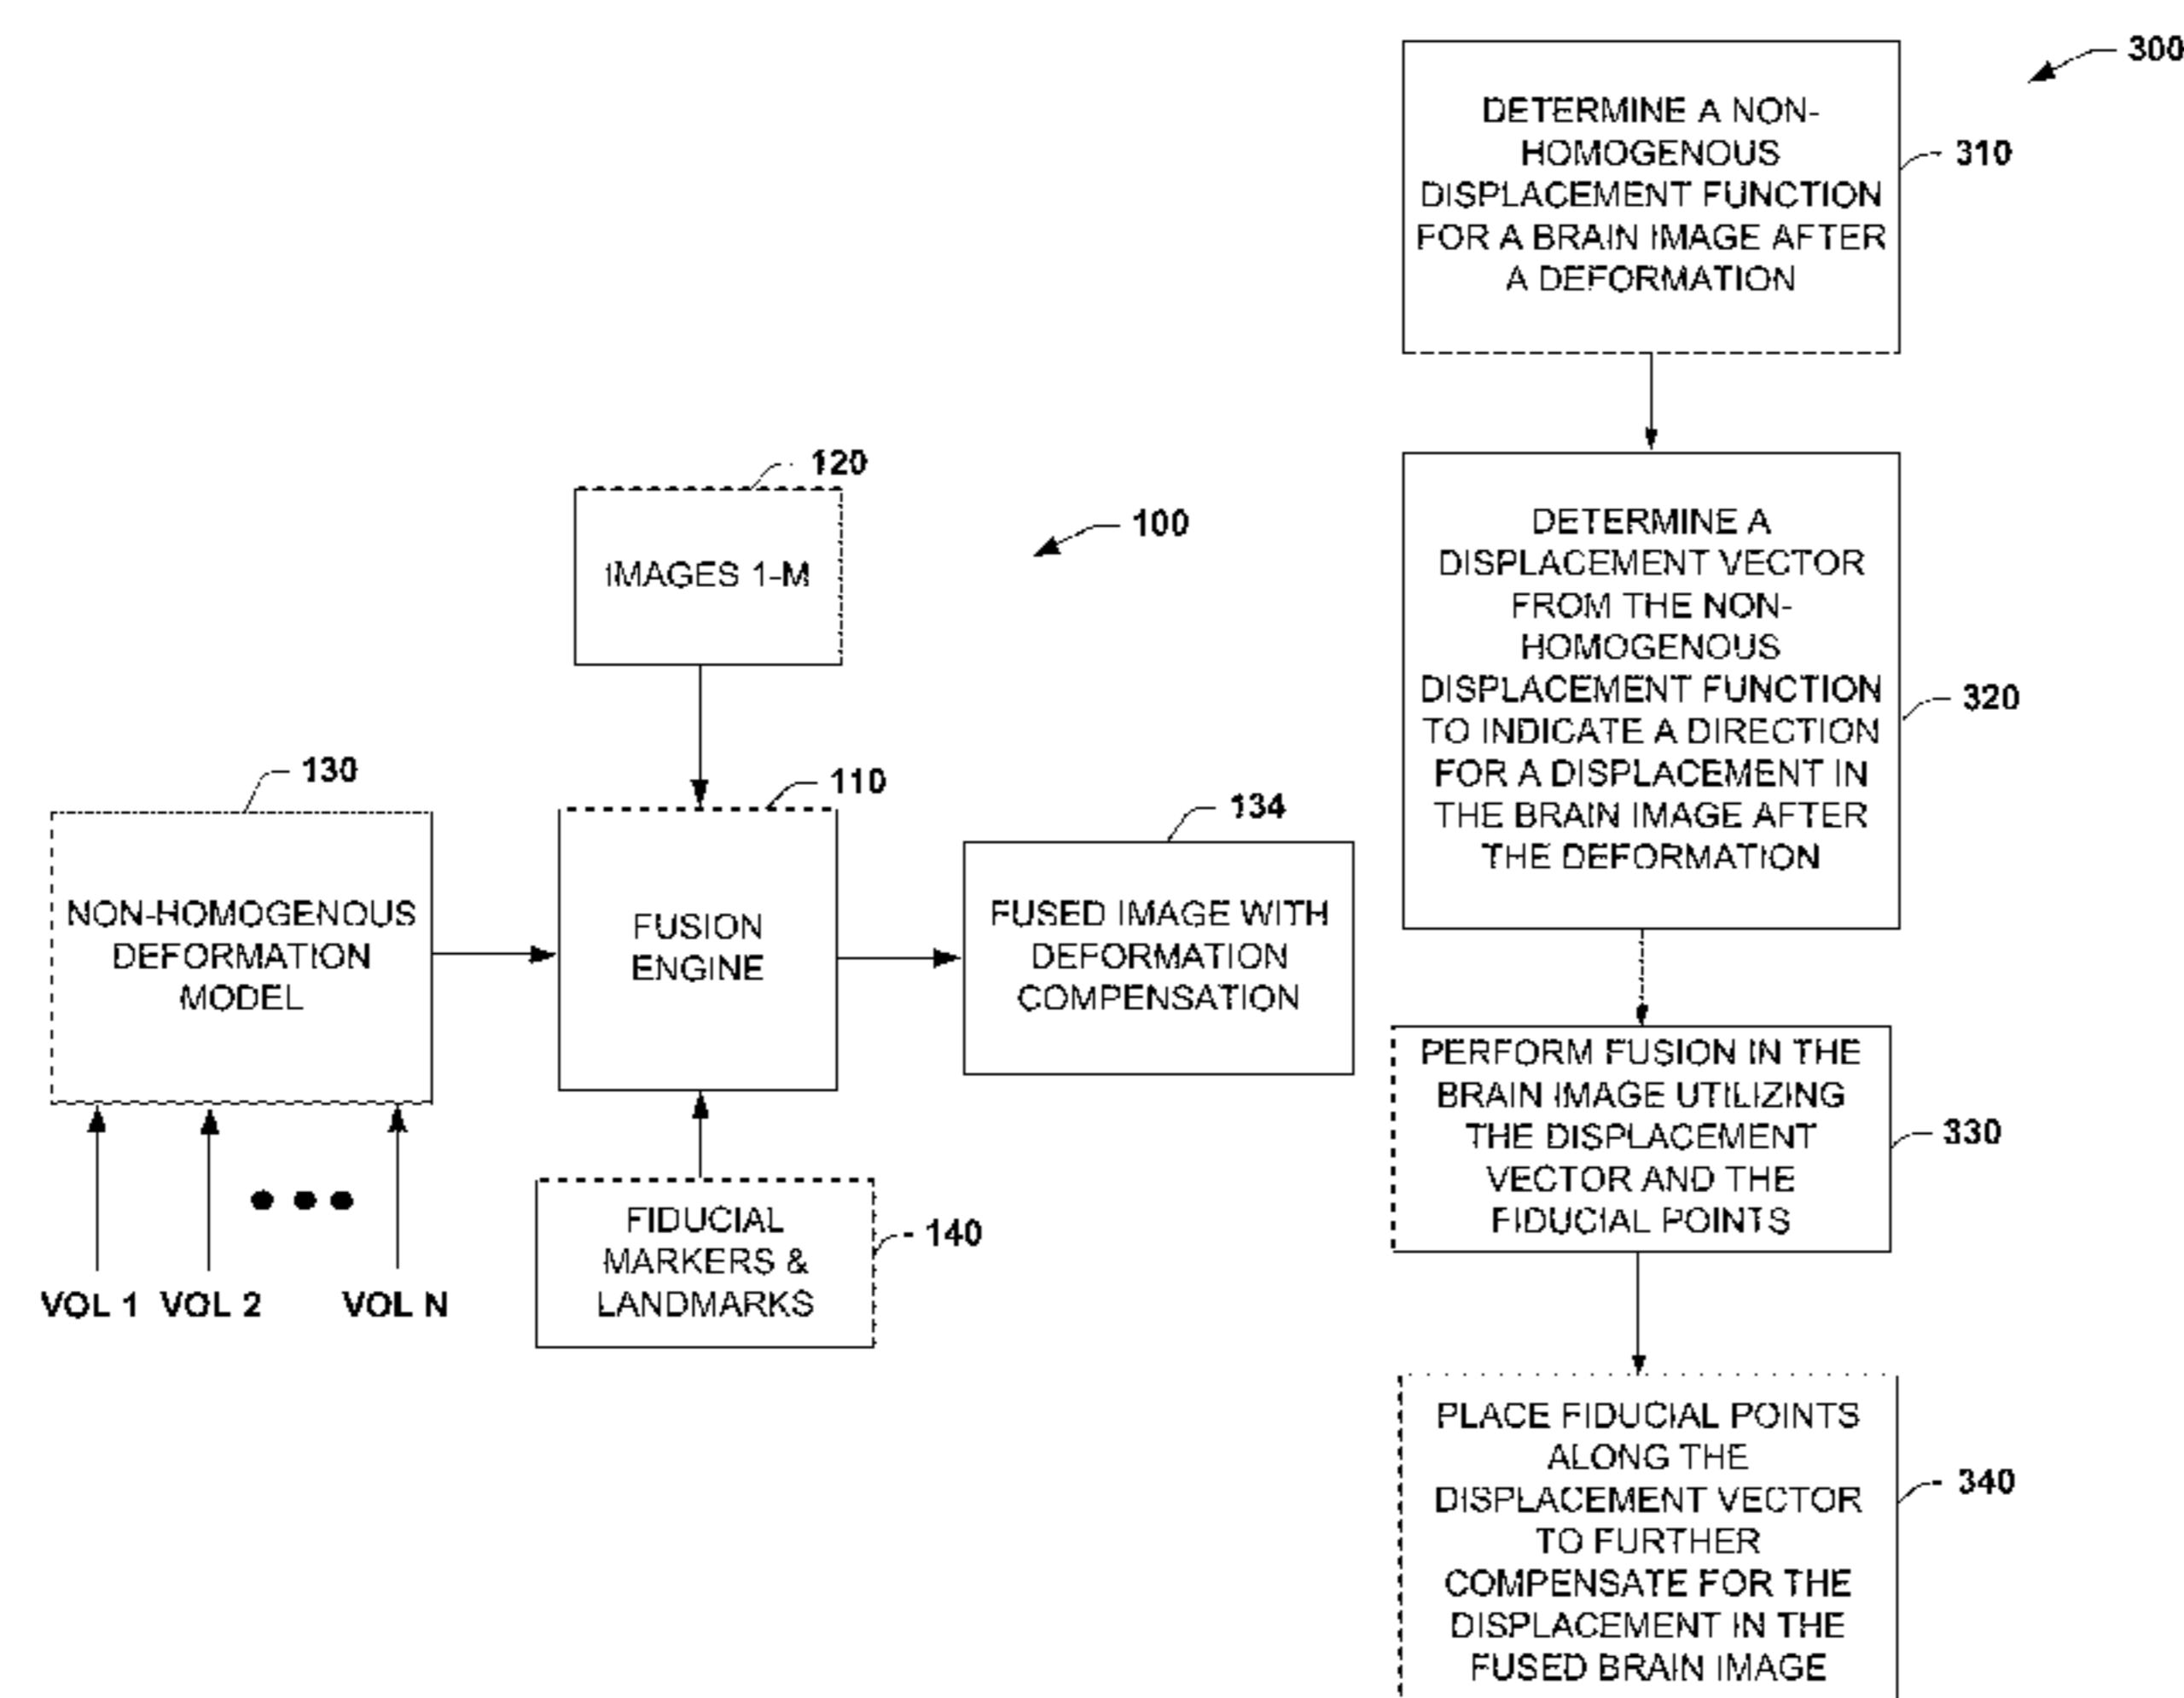 120
IMAGES 1-M
100
130
NON-HOMOGENOUS
DEFORMATION
MODEL
VOL 1 VOL 2 VOL N
110
FUSION
ENGINE
134
FUSED IMAGE WITH
DEFORMATION
COMPENSATION
FIDUCIAL
MARKERS &
LANDMARKS
140
300
DETERMINE A NON-
HOMOGENOUS
DISPLACEMENT FUNCTION
FOR A BRAIN IMAGE AFTER
A DEFORMATION
310
DETERMINE A
DISPLACEMENT VECTOR
FROM THE NON-
HOMOGENOUS
DISPLACEMENT FUNCTION
TO INDICATE A DIRECTION
FOR A DISPLACEMENT IN
THE BRAIN IMAGE AFTER
THE DEFORMATION
320
PERFORM FUSION IN THE
BRAIN IMAGE UTILIZING
THE DISPLACEMENT
VECTOR AND THE
FIDUCIAL POINTS
330
PLACE FIDUCIAL POINTS
ALONG THE
DISPLACEMENT VECTOR
TO FURTHER
COMPENSATE FOR THE
DISPLACEMENT IN THE
FUSED BRAIN IMAGE
340